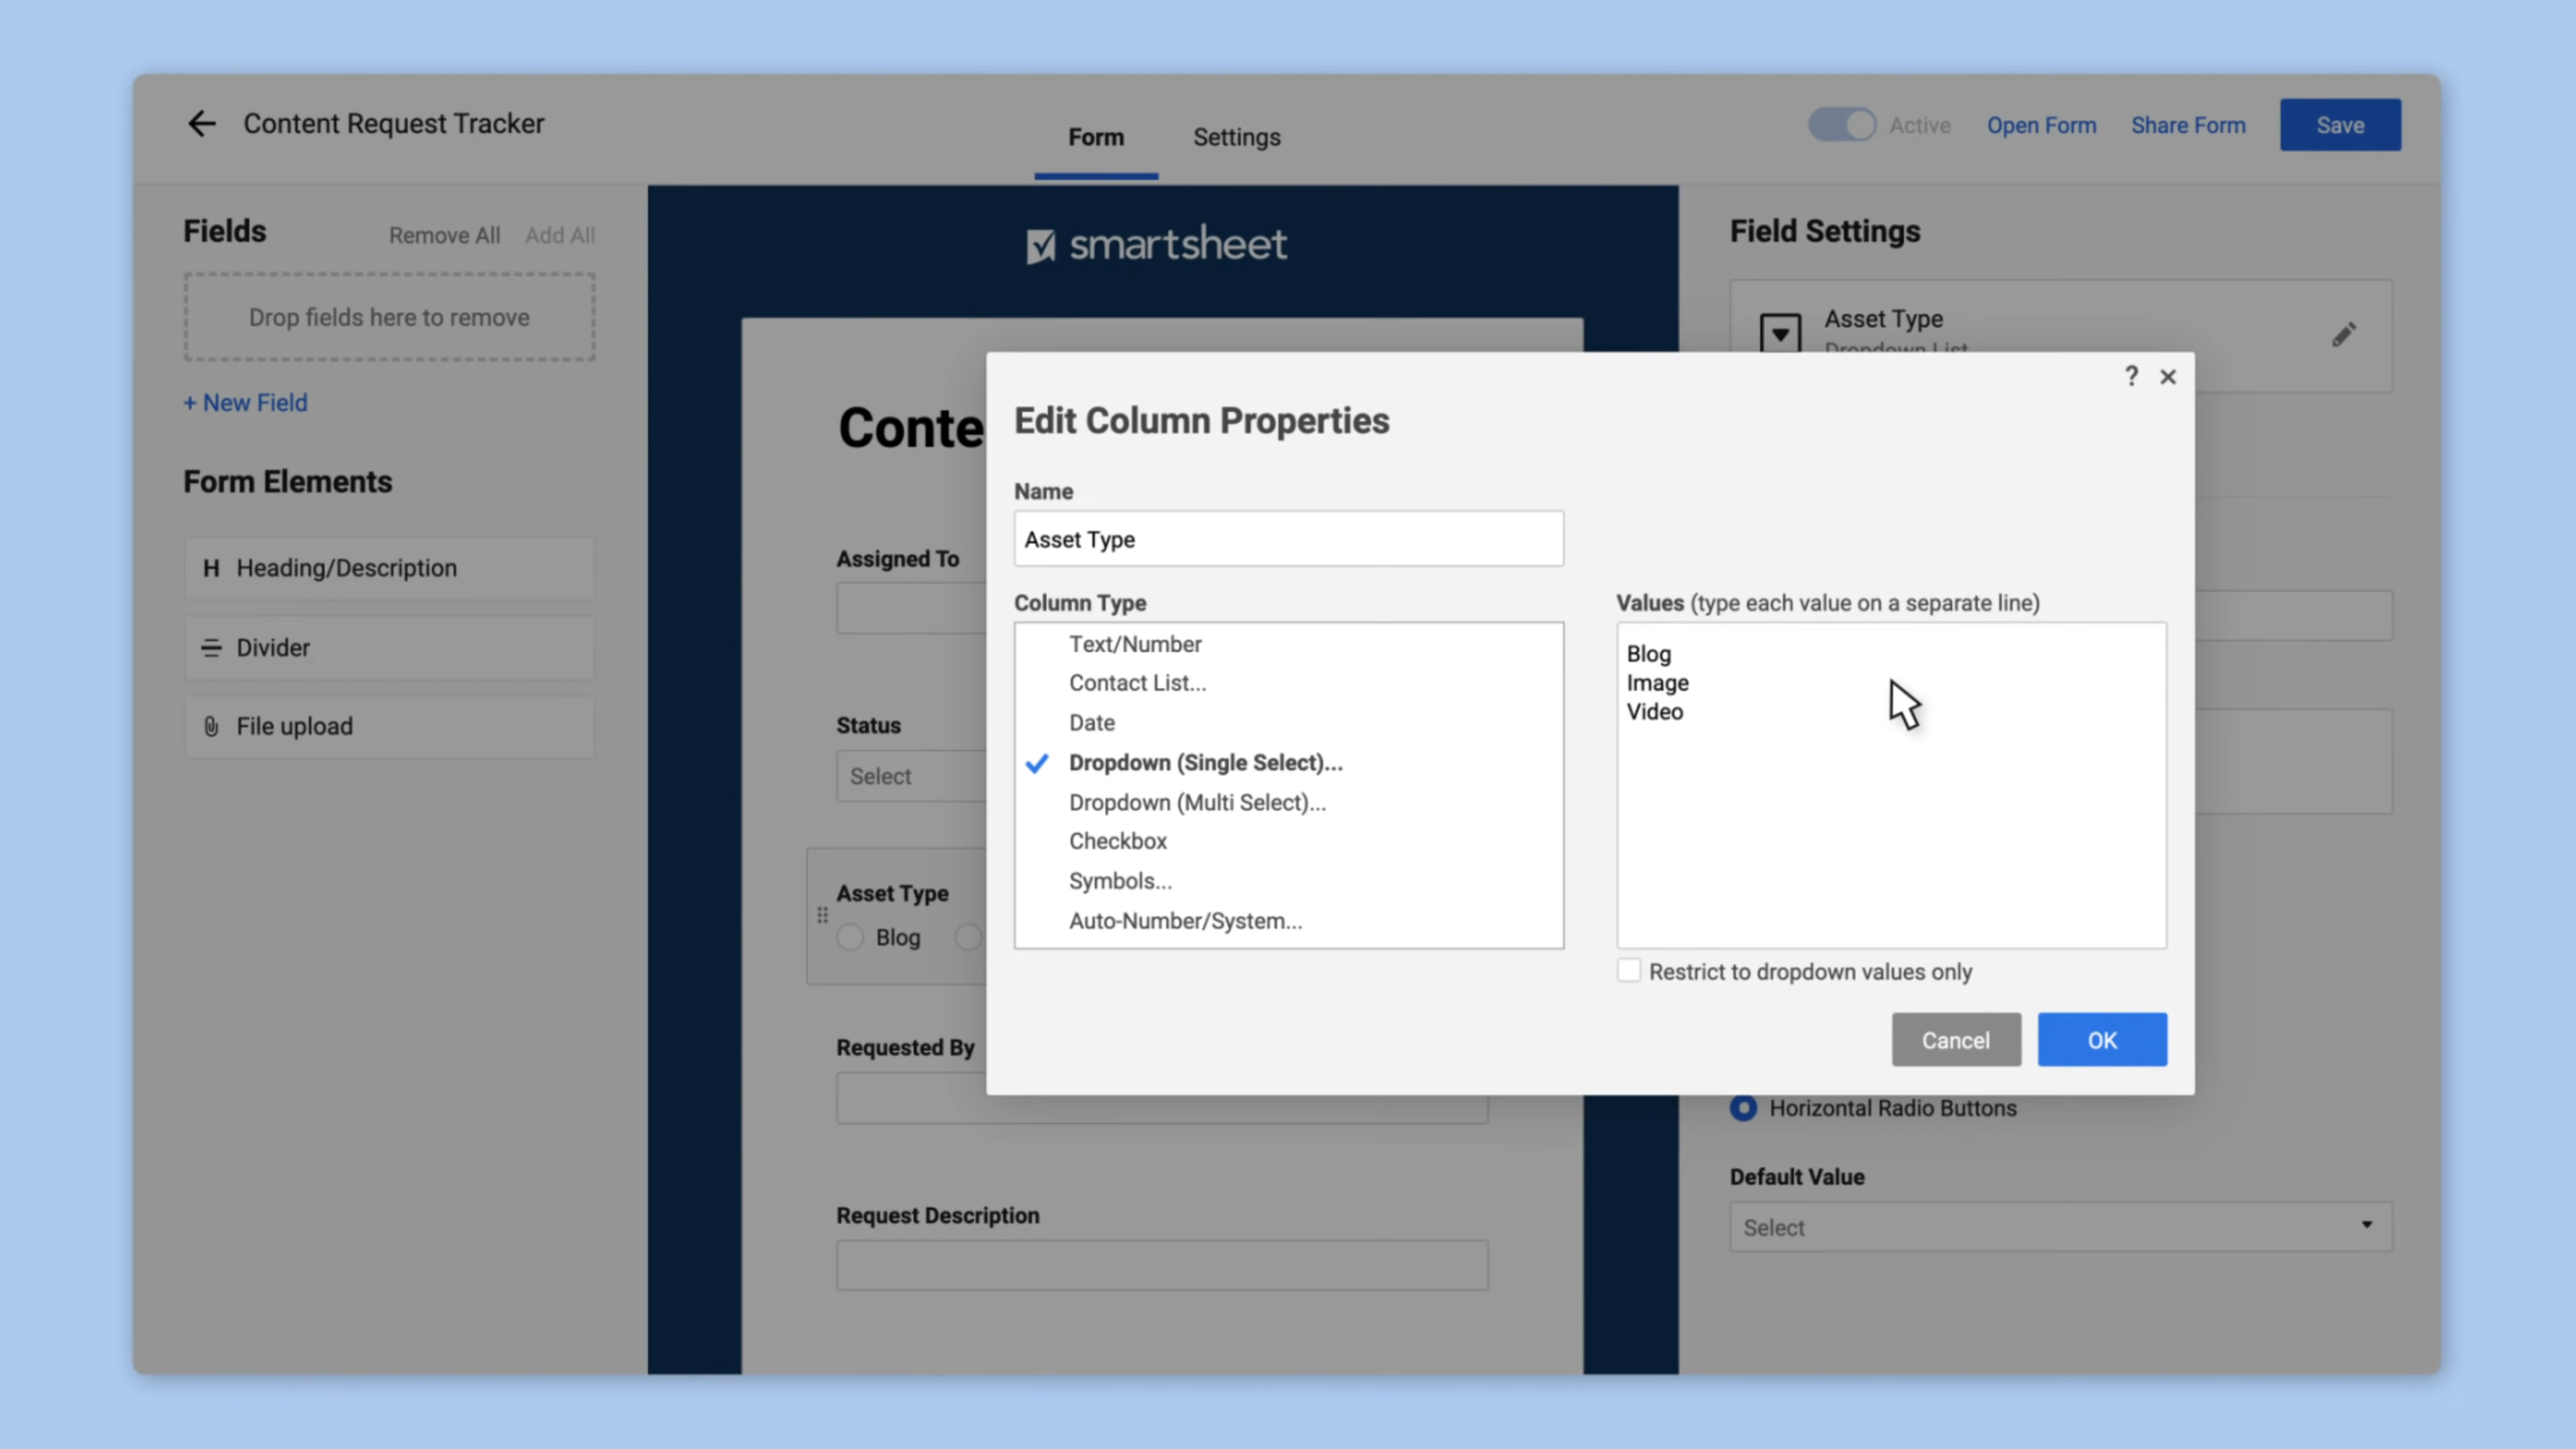 Content Request Tracker
Form
Settings
Active
Open Form
Share Form
Save
Fields
Remove All
Add All
Drop fields here to remove
+ New Field
Form Elements
H Heading/Description
Divider
File upload
smartsheet
Conte
Assigned To
Status
Select
Asset Type
Blog
Requested By
Request Description
Field Settings
Asset Type
Dropdown List
Edit Column Properties
? ×
Name
Asset Type
Column Type
Text/Number
Contact List...
Date
Dropdown (Single Select)...
Dropdown (Multi Select)...
Checkbox
Symbols...
Auto-Number/System...
Values (type each value on a separate line)
Blog
Image
Video
Restrict to dropdown values only
Cancel
OK
Horizontal Radio Buttons
Default Value
Select